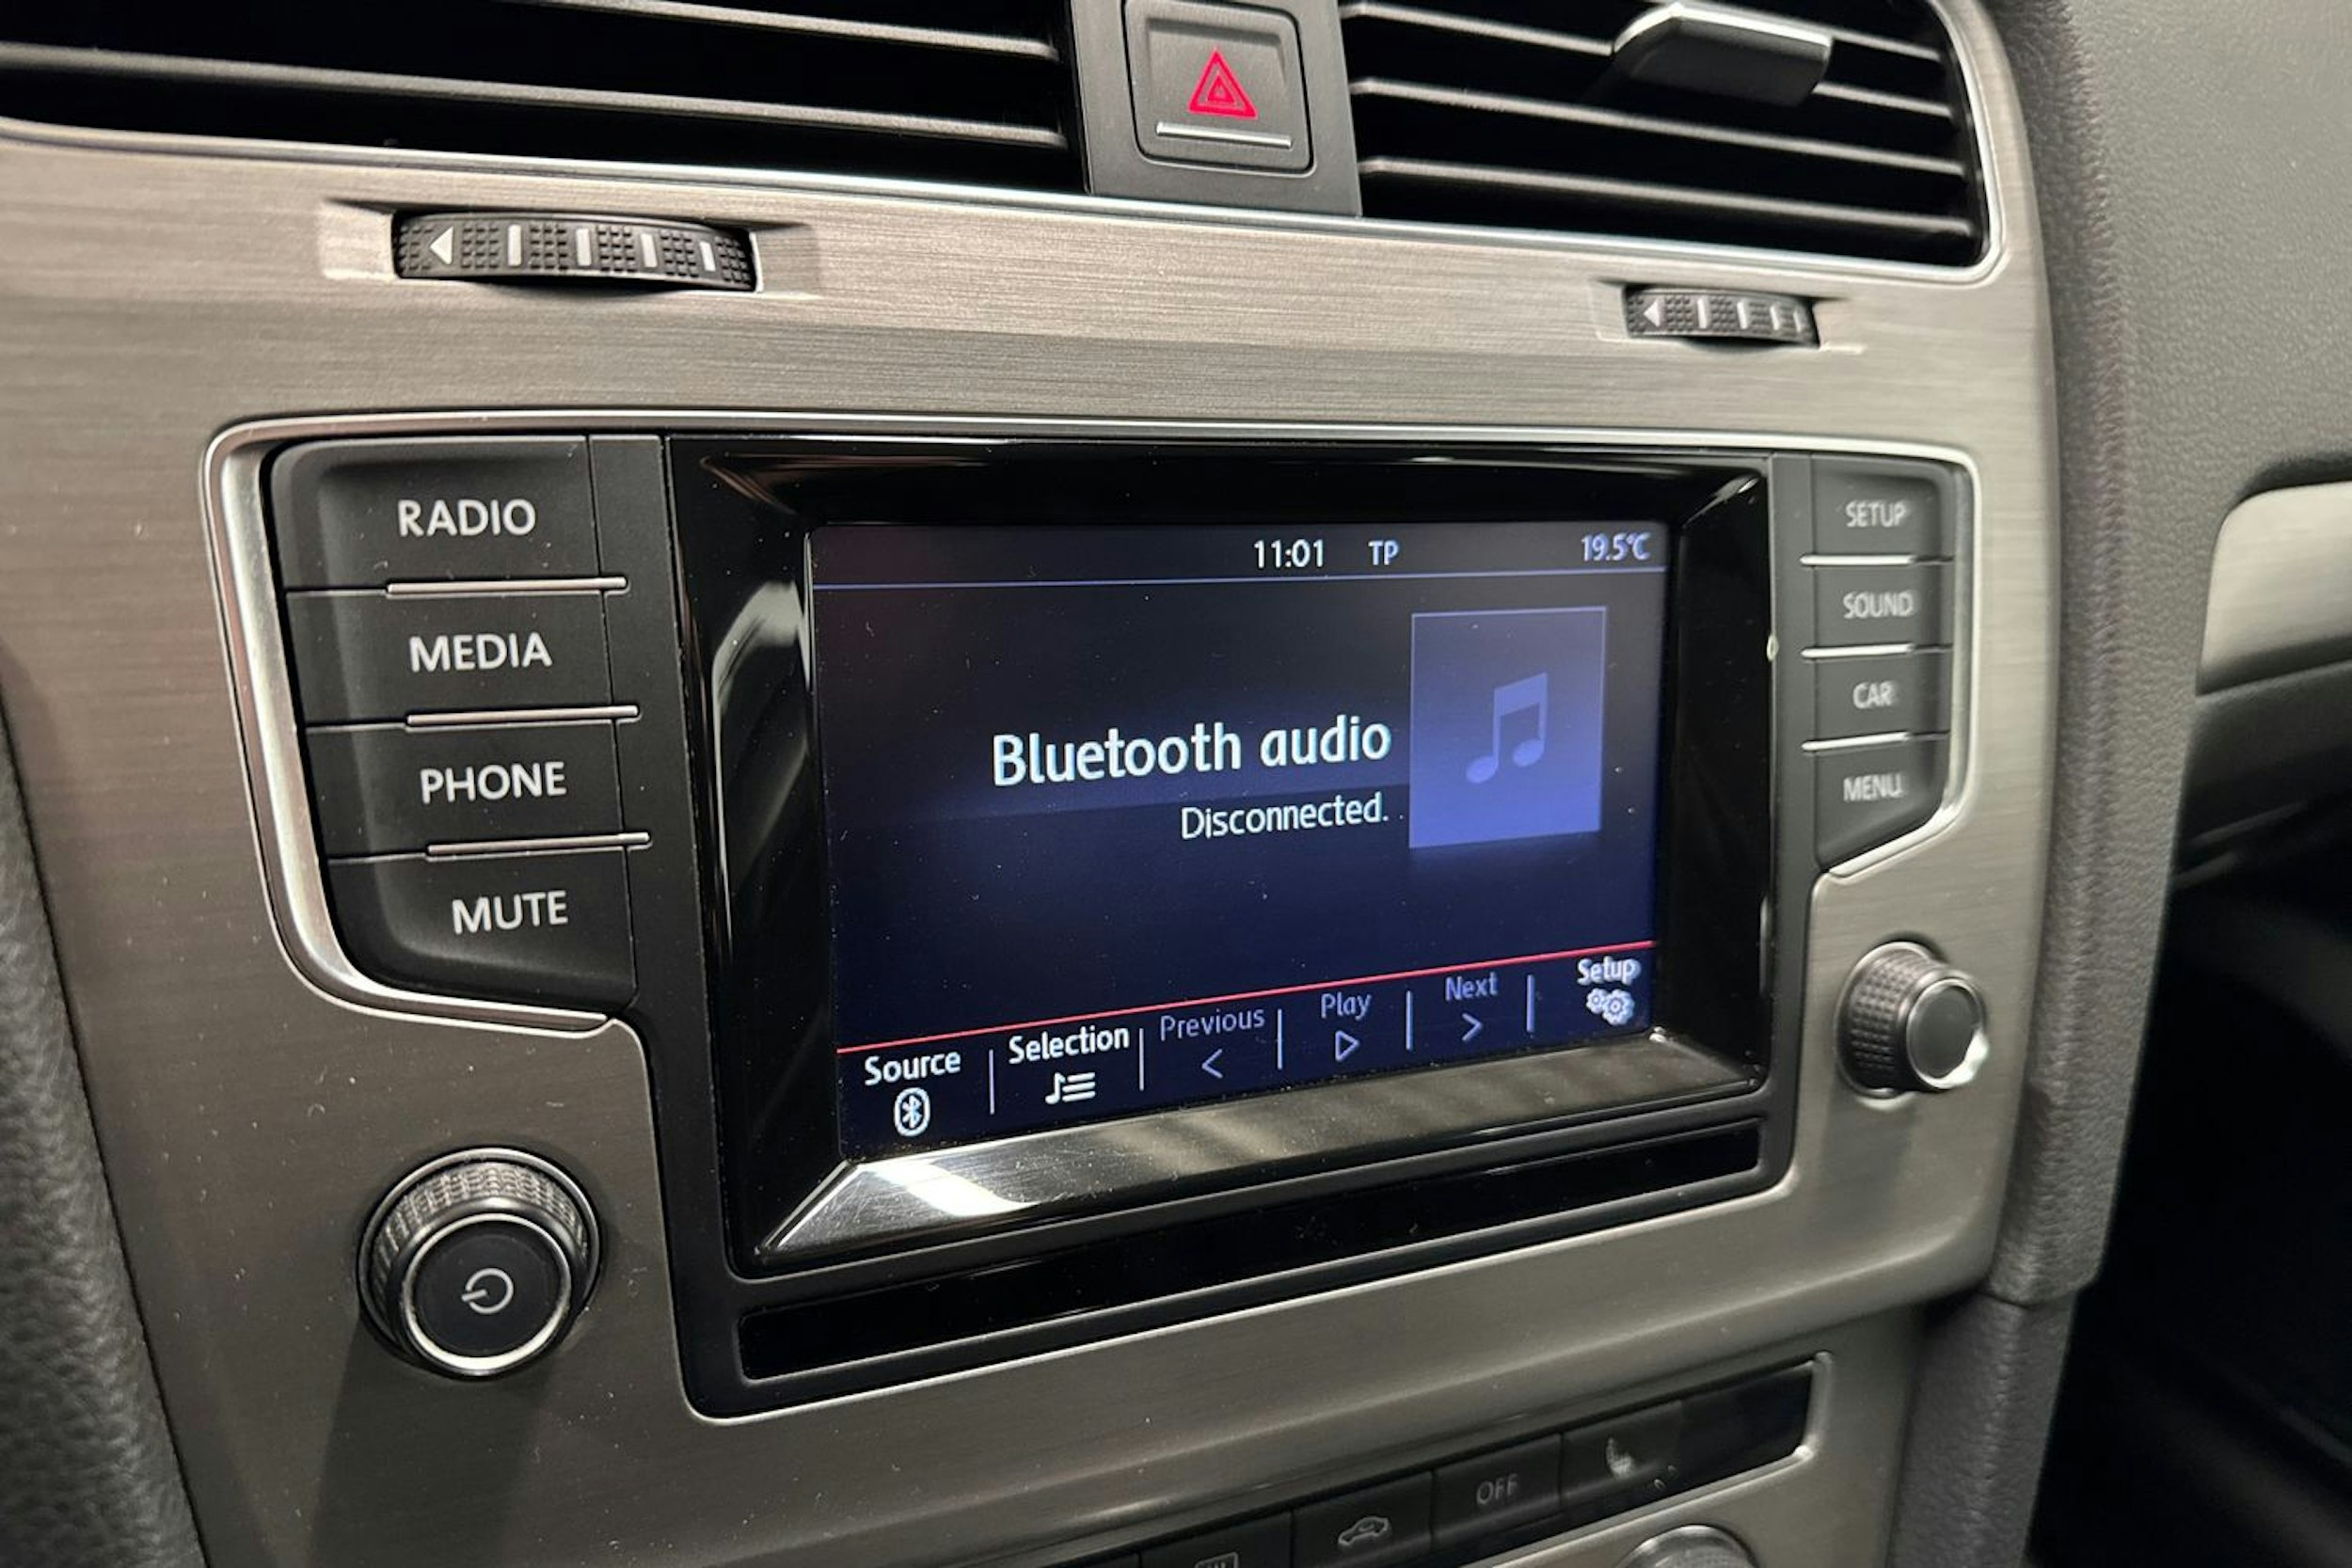 RADIO
MEDIA
PHONE
MUTE
11:01 TP 19.5°C
Bluetooth audio
Disconnected.
Source
Selection
Previous
Play
Next
Setup
SETUP
SOUND
CAR
MENU
OFF